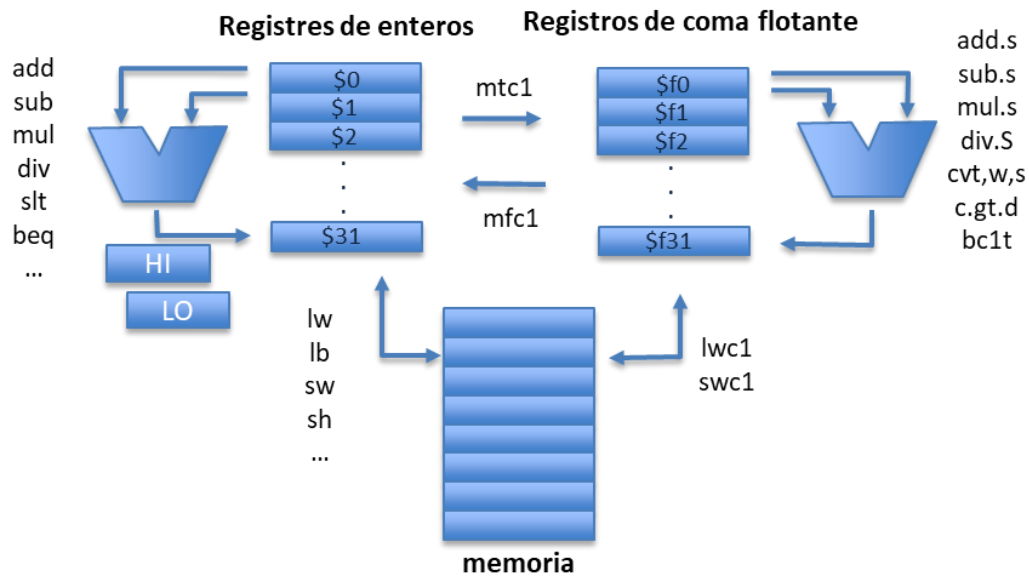 Registres de enteros
Registros de coma flotante
add
sub
mul
div
slt
beq
...
$0
$1
$2
.
.
.
.
$31
HI
LO
mtc1
mfc1
$f0
$f1
$f2
.
.
.
.
$f31
add.s
sub.s
mul.s
div.S
cvt,w,s
c.gt.d
bc1t
lw
lb
sw
sh
...
lwc1
swc1
memoria